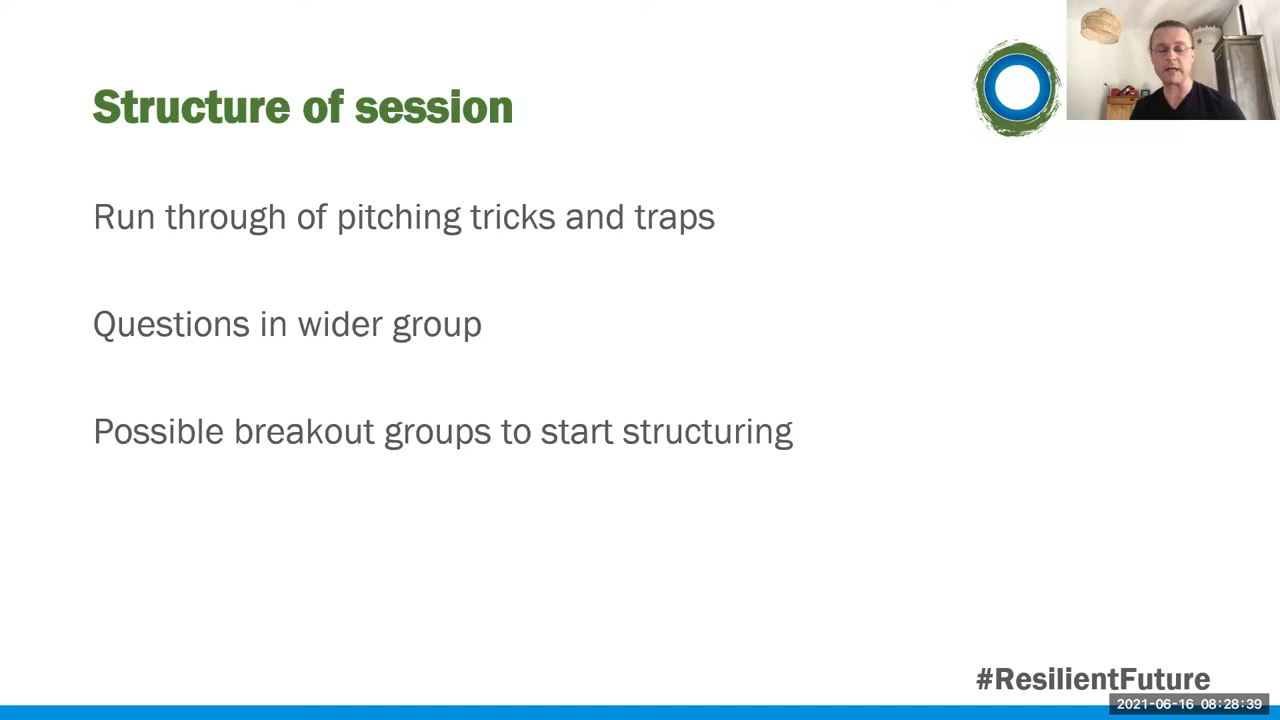 Structure of session
Run through of pitching tricks and traps
Questions in wider group
Possible breakout groups to start structuring
#ResilientFuture
2021-06-16 08:28:39